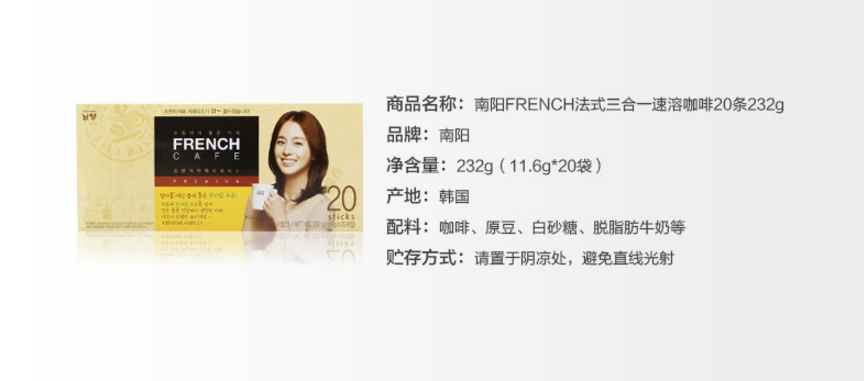 남양
FRENCH
CAFE
PREMIUM
20
sticks
商品名称：南阳FRENCH法式三合一速溶咖啡20条232g
品牌：南阳
净含量：232g（11.6g*20袋）
产地：韩国
配料：咖啡、原豆、白砂糖、脱脂肪牛奶等
贮存方式：请置于阴凉处，避免直线光射